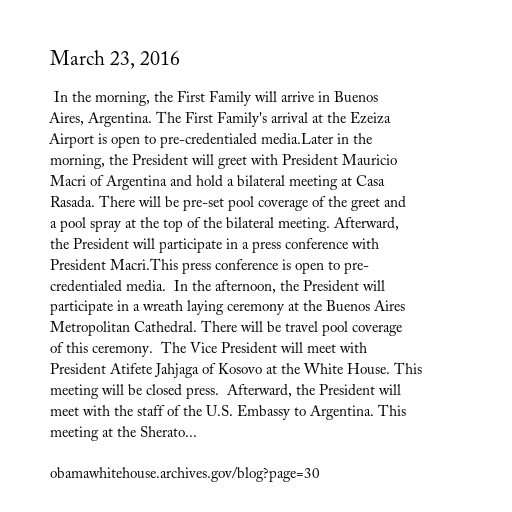 March 23, 2016
In the morning, the First Family will arrive in Buenos
Aires, Argentina. The First Family's arrival at the Ezeiza
Airport is open to pre-credentialed media.Later in the
morning, the President will greet with President Mauricio
Macri of Argentina and hold a bilateral meeting at Casa
Rasada. There will be pre-set pool coverage of the greet and
a pool spray at the top of the bilateral meeting. Afterward,
the President will participate in a press conference with
President Macri.This press conference is open to pre-
credentialed media.  In the afternoon, the President will
participate in a wreath laying ceremony at the Buenos Aires
Metropolitan Cathedral. There will be travel pool coverage
of this ceremony.  The Vice President will meet with
President Atifete Jahjaga of Kosovo at the White House. This
meeting will be closed press.  Afterward, the President will
meet with the staff of the U.S. Embassy to Argentina. This
meeting at the Sherato...
obamawhitehouse.archives.gov/blog?page=30